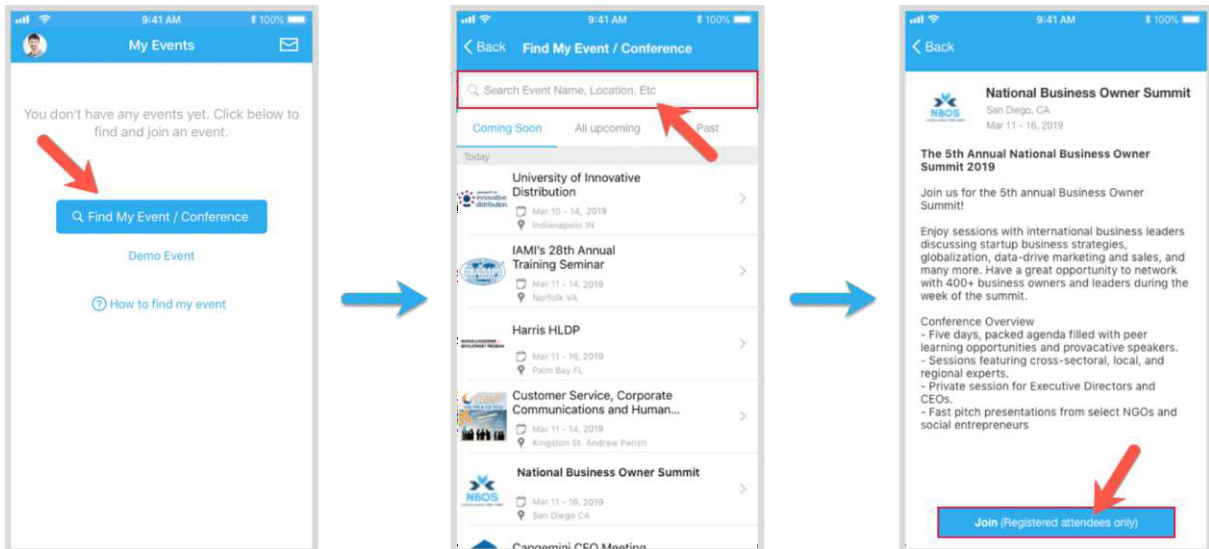 9:41 AM
100%
My Events
You don't have any events yet. Click below to
find and join an event.
Find My Event / Conference
Demo Event
How to find my event
9:41 AM
100%
Back
Find My Event / Conference
Search Event Name, Location, Etc
Coming Soon
All upcoming
Past
Today
University of Innovative
Distribution
Mar 10 - 14, 2019
Indianapolis IN
innovative
distribution
IAMI's 28th Annual
Training Seminar
Mar 11 - 14, 2019
Norfolk VA
IAMI
Harris HLDP
Mar 11 - 16, 2019
Palm Bay FL
Customer Service, Corporate
Communications and Human...
Mar 11 - 14, 2019
Kingston St. Andrew Parish
National Business Owner Summit
NBOS
Mar 11 - 16, 2019
San Diego CA
Capgemini CFO Meeting
9:41 AM
100%
Back
NBOS
National Business Owner Summit
San Diego, CA
Mar 11 - 16, 2019
The 5th Annual National Business Owner
Summit 2019
Join us for the 5th annual Business Owner
Summit!
Enjoy sessions with international business leaders
discussing startup business strategies,
globalization, data-drive marketing and sales, and
many more. Have a great opportunity to network
with 400+ business owners and leaders during the
week of the summit.
Conference Overview
- Five days, packed agenda filled with peer
learning opportunities and provacative speakers.
- Sessions featuring cross-sectoral, local, and
regional experts.
- Private session for Executive Directors and
CEOs.
- Fast pitch presentations from select NGOs and
social entrepreneurs
Join (Registered attendees only)